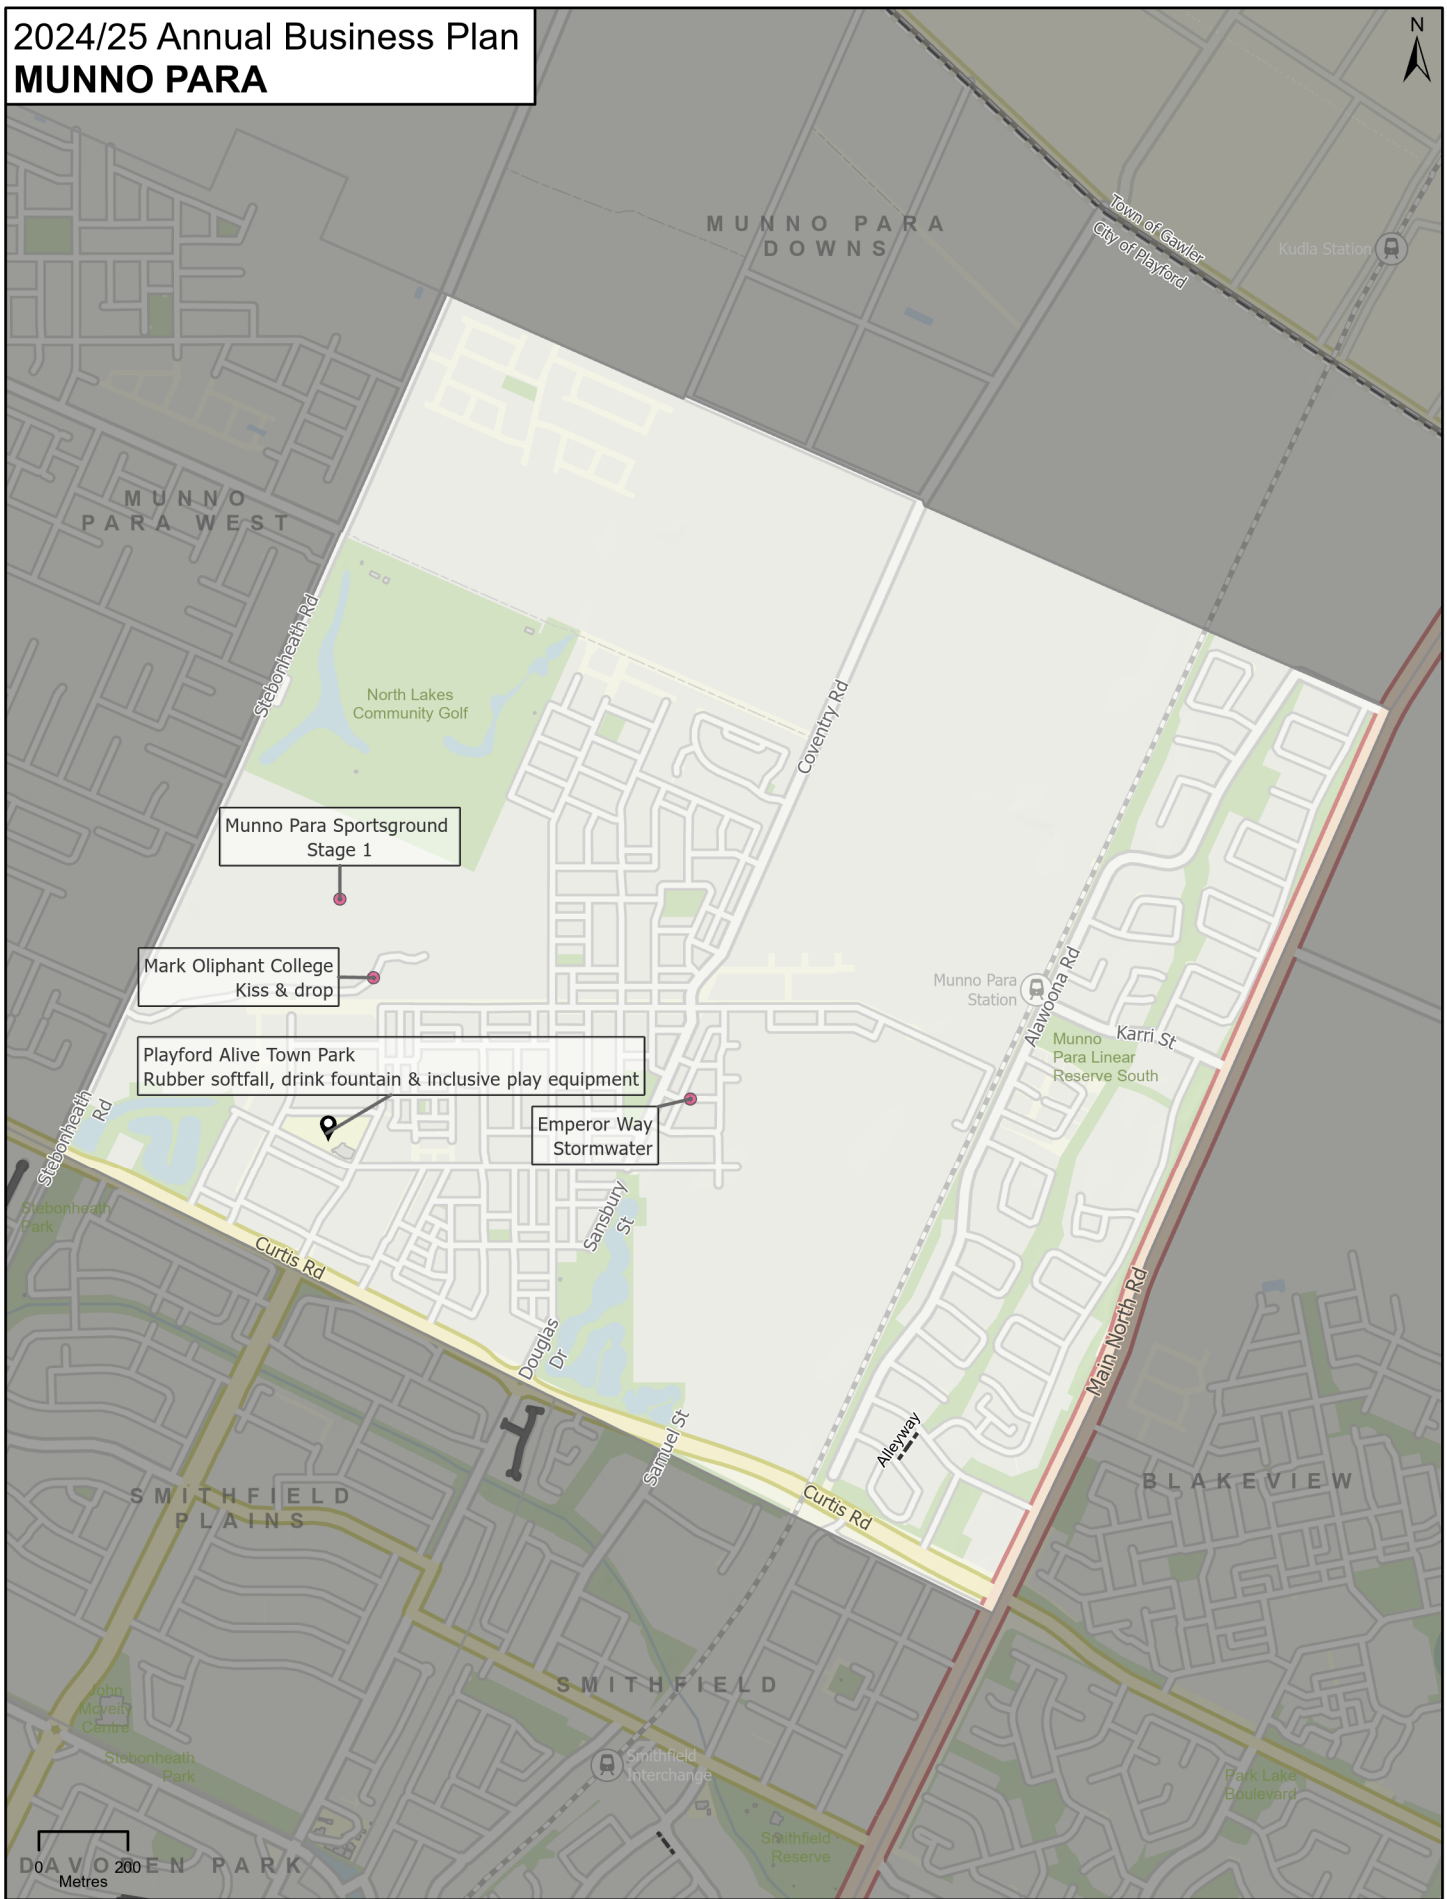 2024/25 Annual Business Plan
MUNNO PARA
N
MUNNO PARA
DOWNS
Town of Gawler
City of Playford
Kudla Station
MUNNO
PARA WEST
Stebonheath Rd
North Lakes
Community Golf
Coventry Rd
Munno Para Sportsground
Stage 1
Mark Oliphant College
Kiss & drop
Munno Para
Station
Alawoona Rd
Karri St
Munno
Para Linear
Reserve South
Playford Alive Town Park
Rubber softfall, drink fountain & inclusive play equipment
Emperor Way
Stormwater
Stebonheath
Rd
Stebonheath
Park
Sansbury
St
Curtis Rd
Douglas
Dr
Main North Rd
Samuel St
Alleyway
Curtis Rd
SMITHFIELD
PLAINS
BLAKEVIEW
SMITHFIELD
John
Mcveity
Centre
Stebonheath
Park
Smithfield
Interchange
Park Lake
Boulevard
Smithfield
Reserve
DAVOREN PARK
0 200
Metres